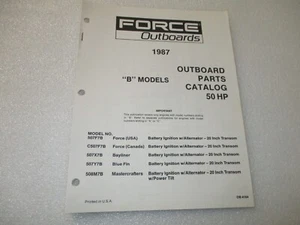 FORCE
Outboards
1987
"B" MODELS
OUTBOARD
PARTS
CATALOG
50 HP
IMPORTANT
MODEL NO.
507F7B Force (USA) Battery Ignition w/Alternator - 20 Inch Transom
C507F7B Force (Canada) Battery Ignition w/Alternator - 20 Inch Transom
507X7B Bayliner Battery Ignition w/Alternator - 20 Inch Transom
507Y7B Blue Fin Battery Ignition w/Alternator - 20 Inch Transom
508M7B Mastercrafters Battery Ignition w/Alternator - 20 Inch Transom
w/Power Tilt
Printed in U.S.A.